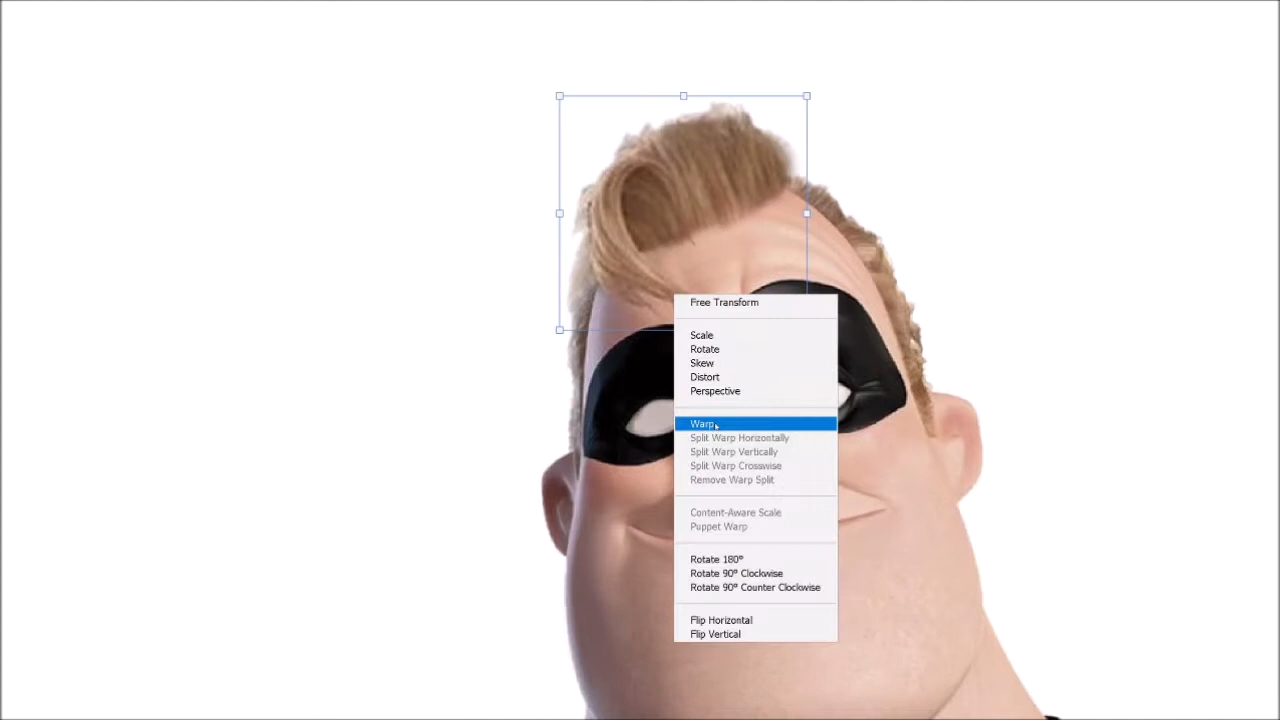 Free Transform
Scale
Rotate
Skew
Distort
Perspective
Warp
Split Warp Horizontally
Split Warp Vertically
Split Warp Crosswise
Remove Warp Split
Content-Aware Scale
Puppet Warp
Rotate 180°
Rotate 90° Clockwise
Rotate 90° Counter Clockwise
Flip Horizontal
Flip Vertical